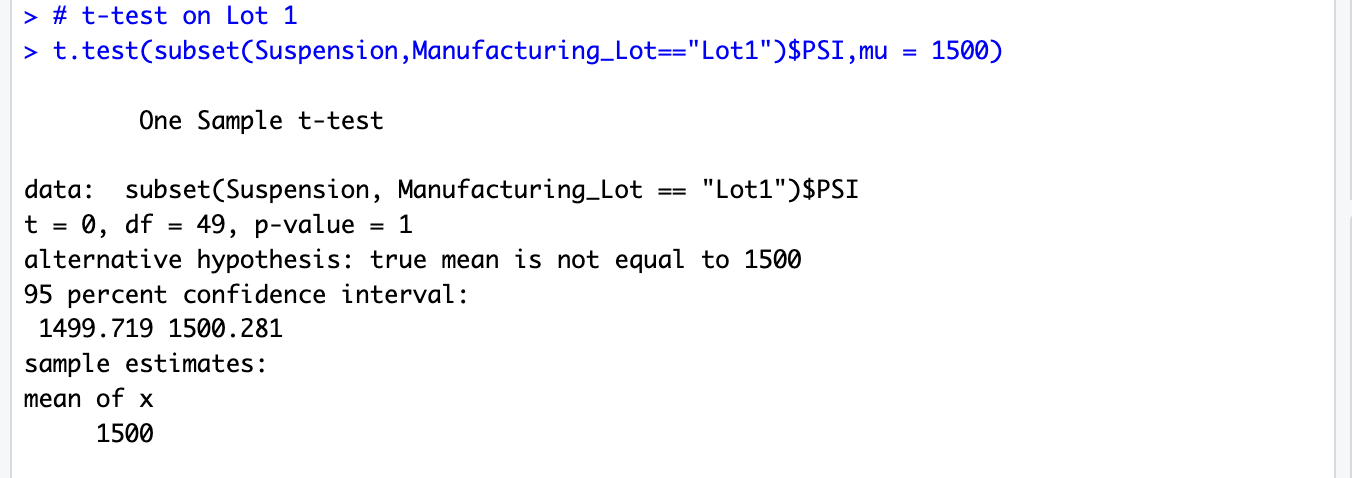 > # t-test on Lot 1
> t.test(subset(Suspension,Manufacturing_Lot=="Lot1")$PSI,mu = 1500)
One Sample t-test
data:  subset(Suspension, Manufacturing_Lot == "Lot1")$PSI
t = 0, df = 49, p-value = 1
alternative hypothesis: true mean is not equal to 1500
95 percent confidence interval:
1499.719 1500.281
sample estimates:
mean of x
1500